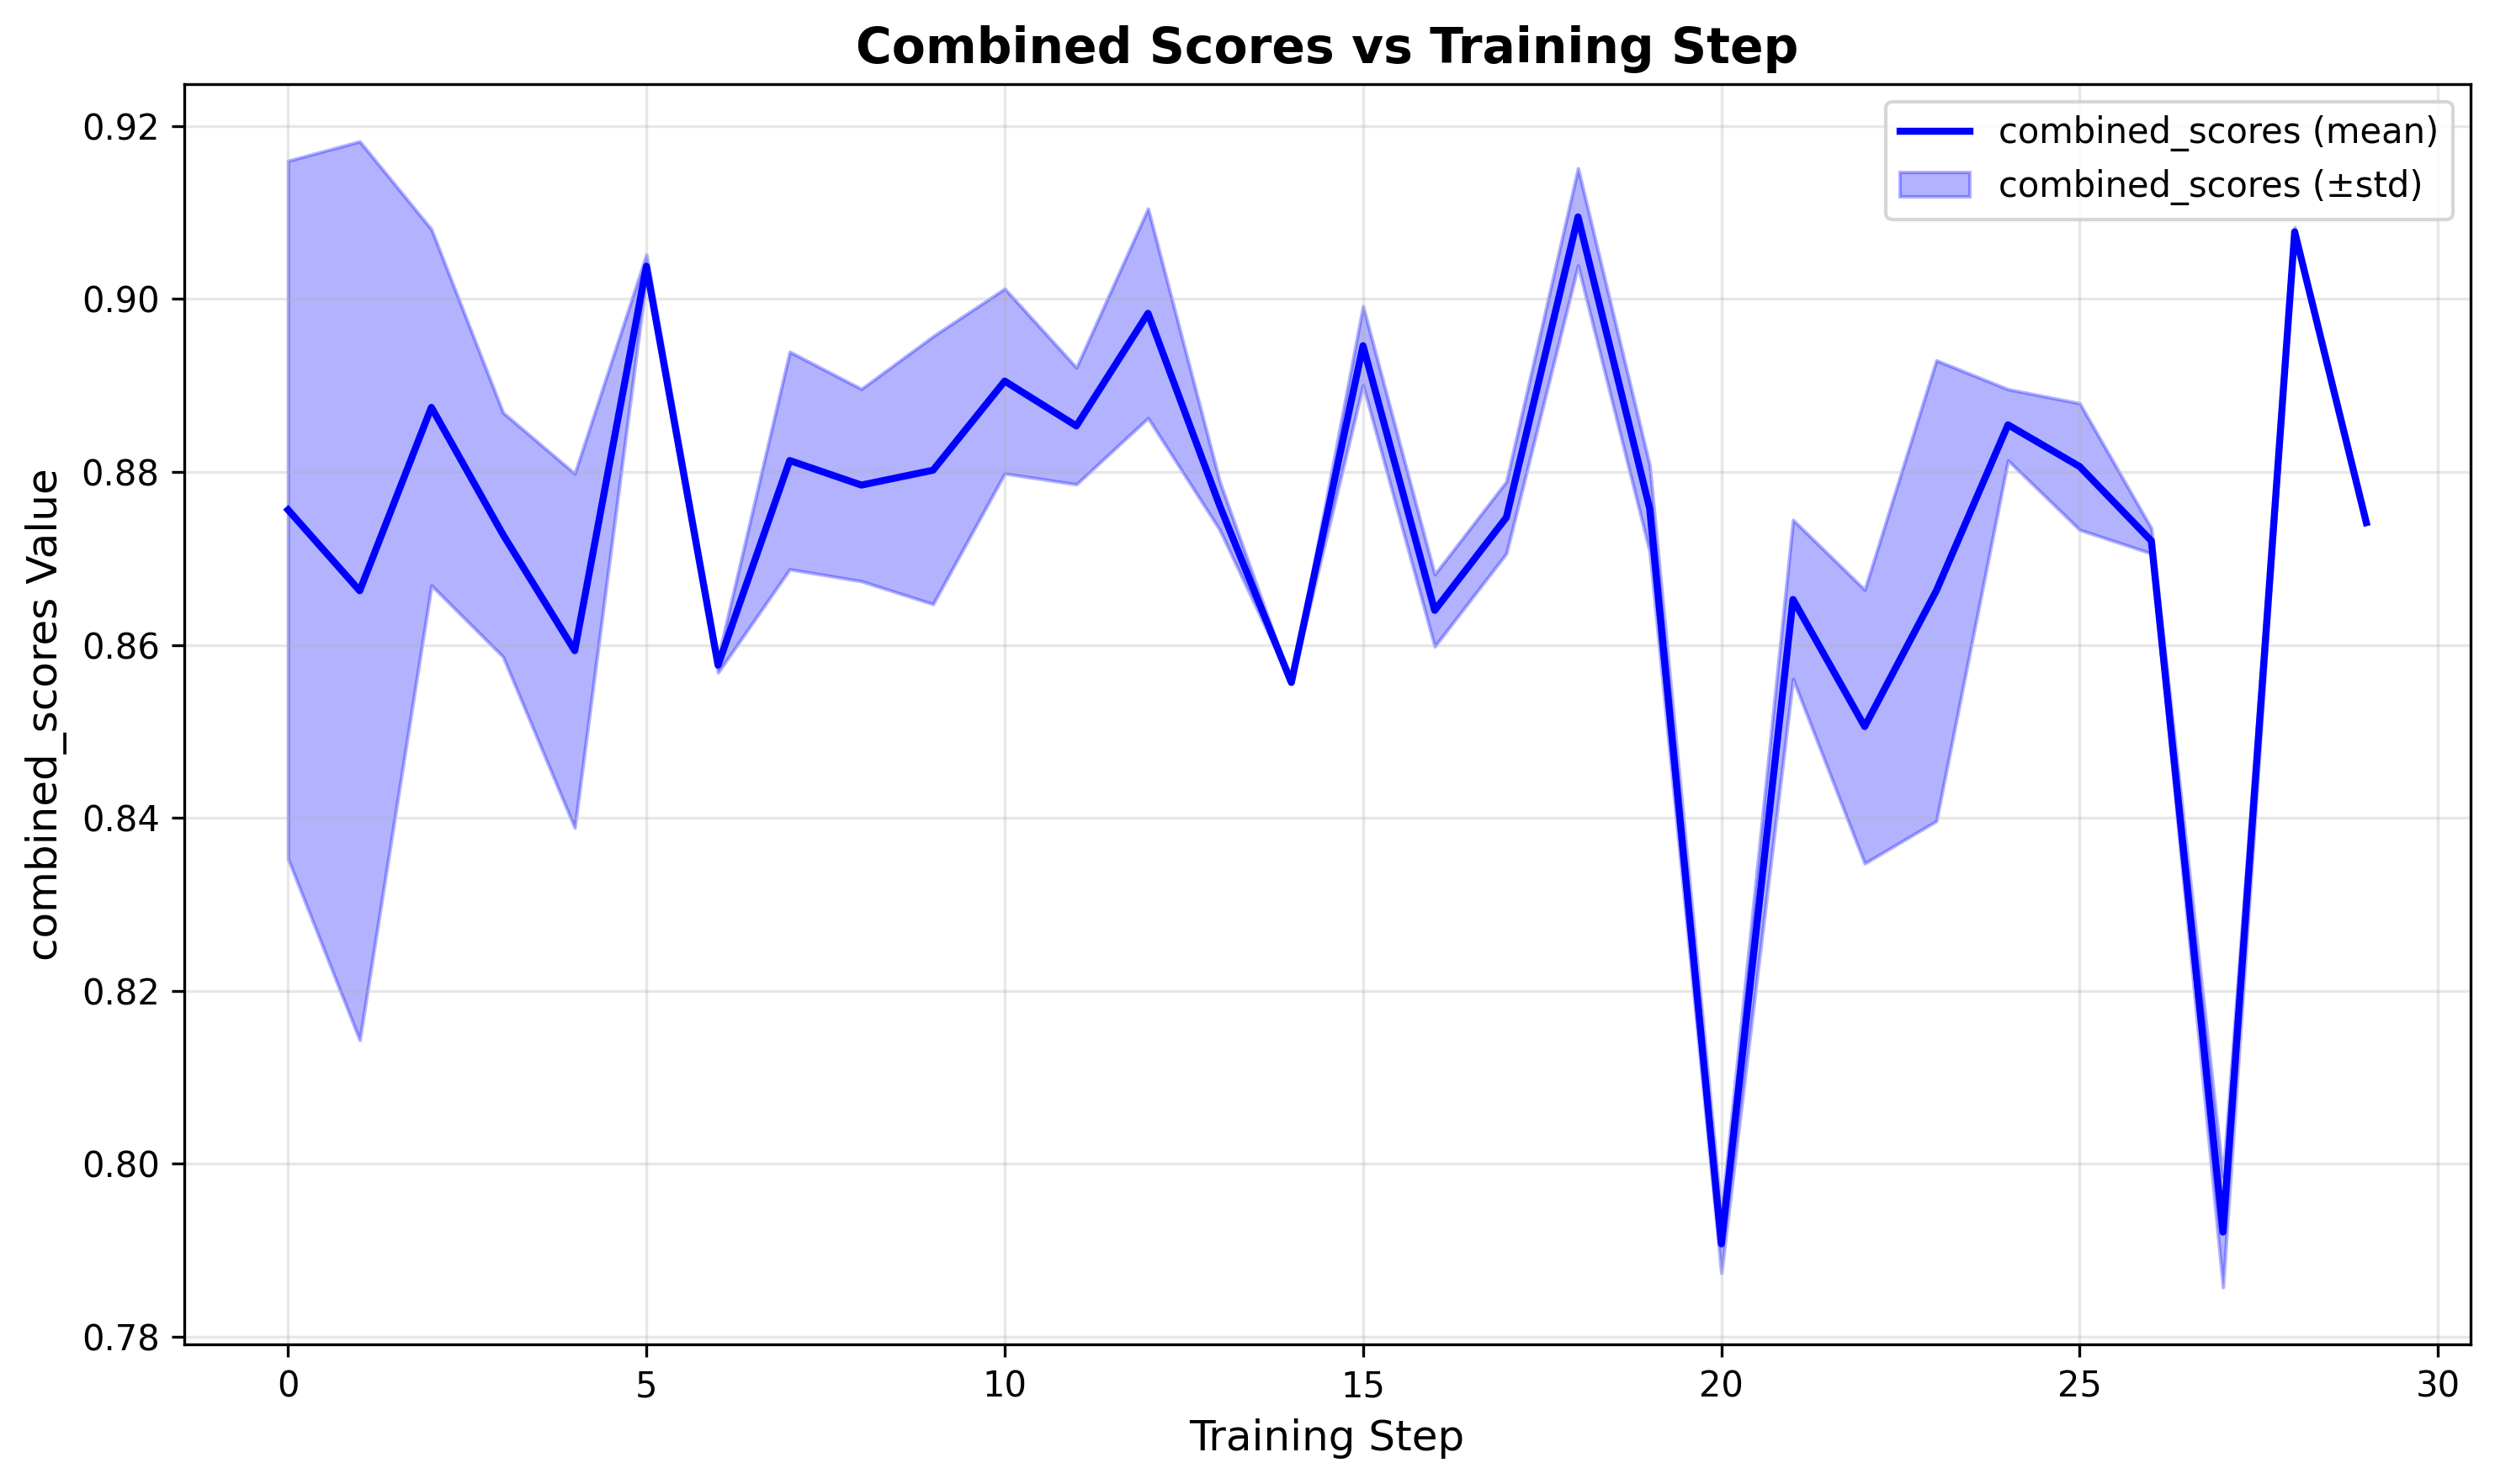 Combined Scores vs Training Step
combined_scores (mean)
combined_scores (±std)
combined_scores Value
0.92
0.90
0.88
0.86
0.84
0.82
0.80
0.78
0 5 10 15 20 25 30
Training Step